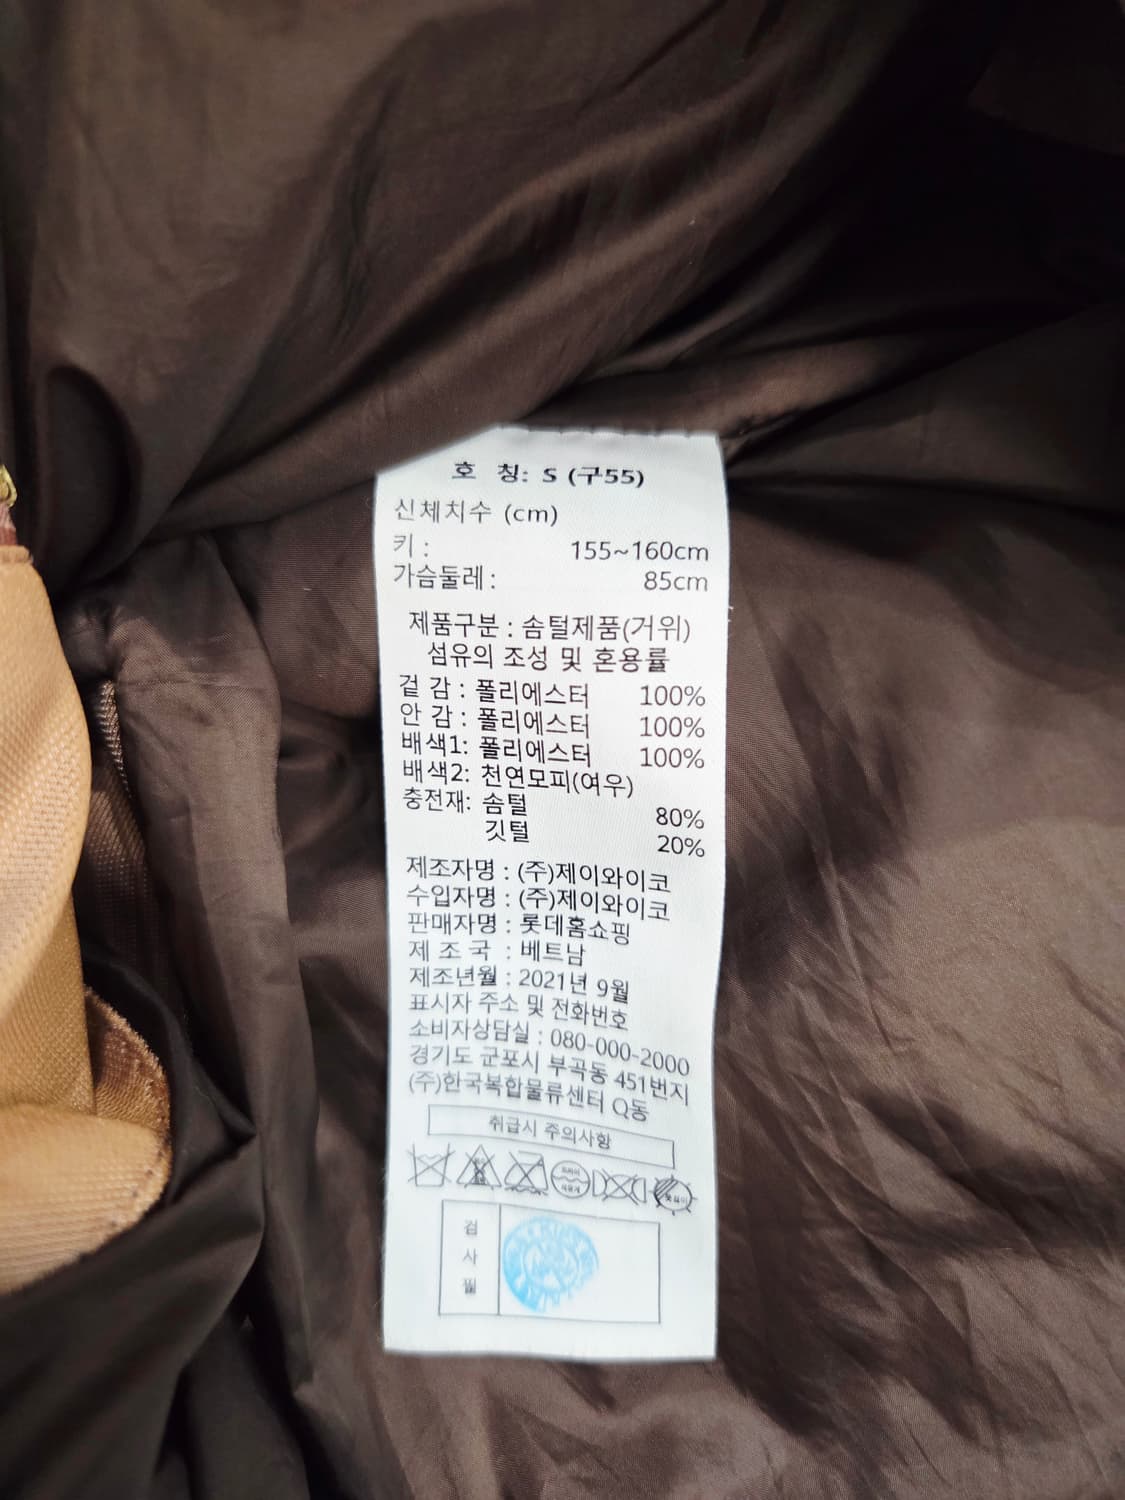 호 칭: S (구55)
신체치수 (cm)
키 : 155~160cm
가슴둘레 : 85cm
제품구분 : 솜털제품(거위)
섬유의 조성 및 혼용률
겉 감 : 폴리에스터 100%
안 감 : 폴리에스터 100%
배색1: 폴리에스터 100%
배색2: 천연모피(여우)
충전재: 솜털 80%
깃털 20%
제조자명 : (주)제이와이코
수입자명 : (주)제이와이코
판매자명 : 롯데홈쇼핑
제 조 국 : 베트남
제조년월 : 2021년 9월
표시자 주소 및 전화번호
소비자상담실 : 080-000-2000
경기도 군포시 부곡동 451번지
(주)한국복합물류센터 Q동
취급시 주의사항
검
사
필